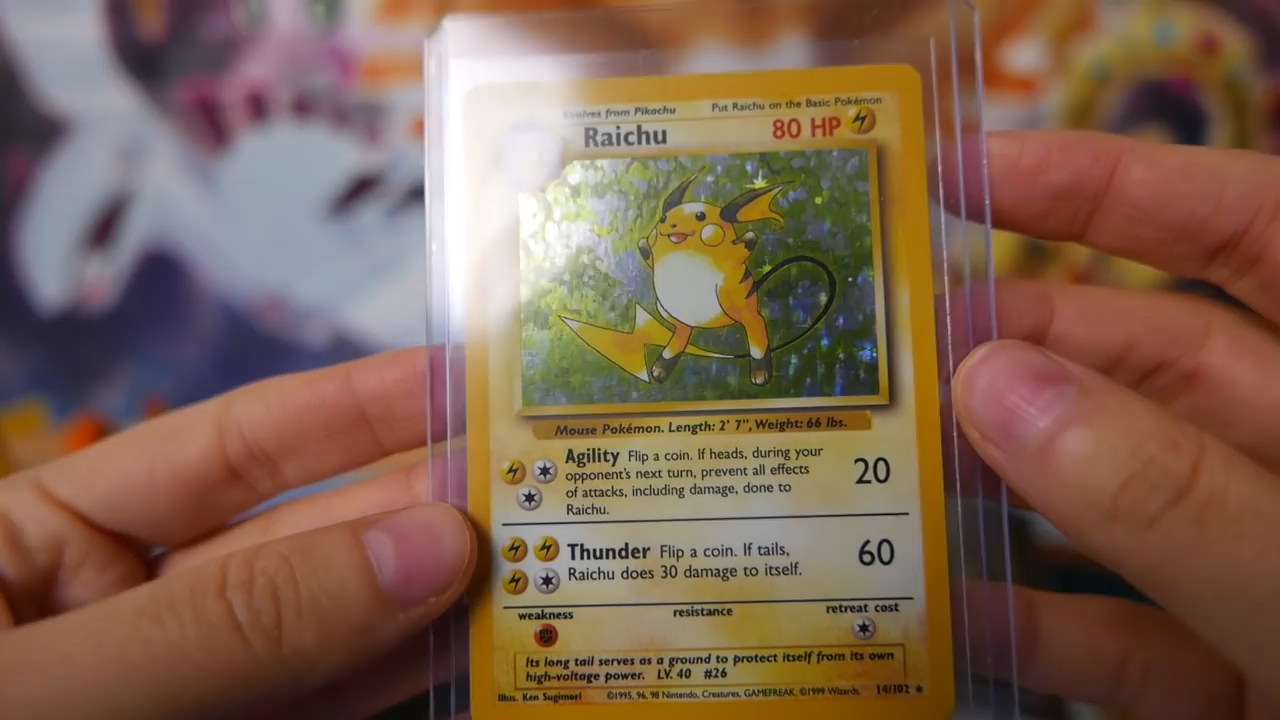 Evolves from Pikachu Put Raichu on the Basic Pokémon
Raichu 80 HP
Mouse Pokémon. Length: 2' 7", Weight: 66 lbs.
Agility Flip a coin. If heads, during your
opponent's next turn, prevent all effects
of attacks, including damage, done to
Raichu.
20
Thunder Flip a coin. If tails,
Raichu does 30 damage to itself.
60
weakness resistance retreat cost
Its long tail serves as a ground to protect itself from its own
high-voltage power. LV. 40 #26
Illus. Ken Sugimori ©1995, 96, 98 Nintendo, Creatures, GAMEFREAK. ©1999 Wizards. 14/102 ★